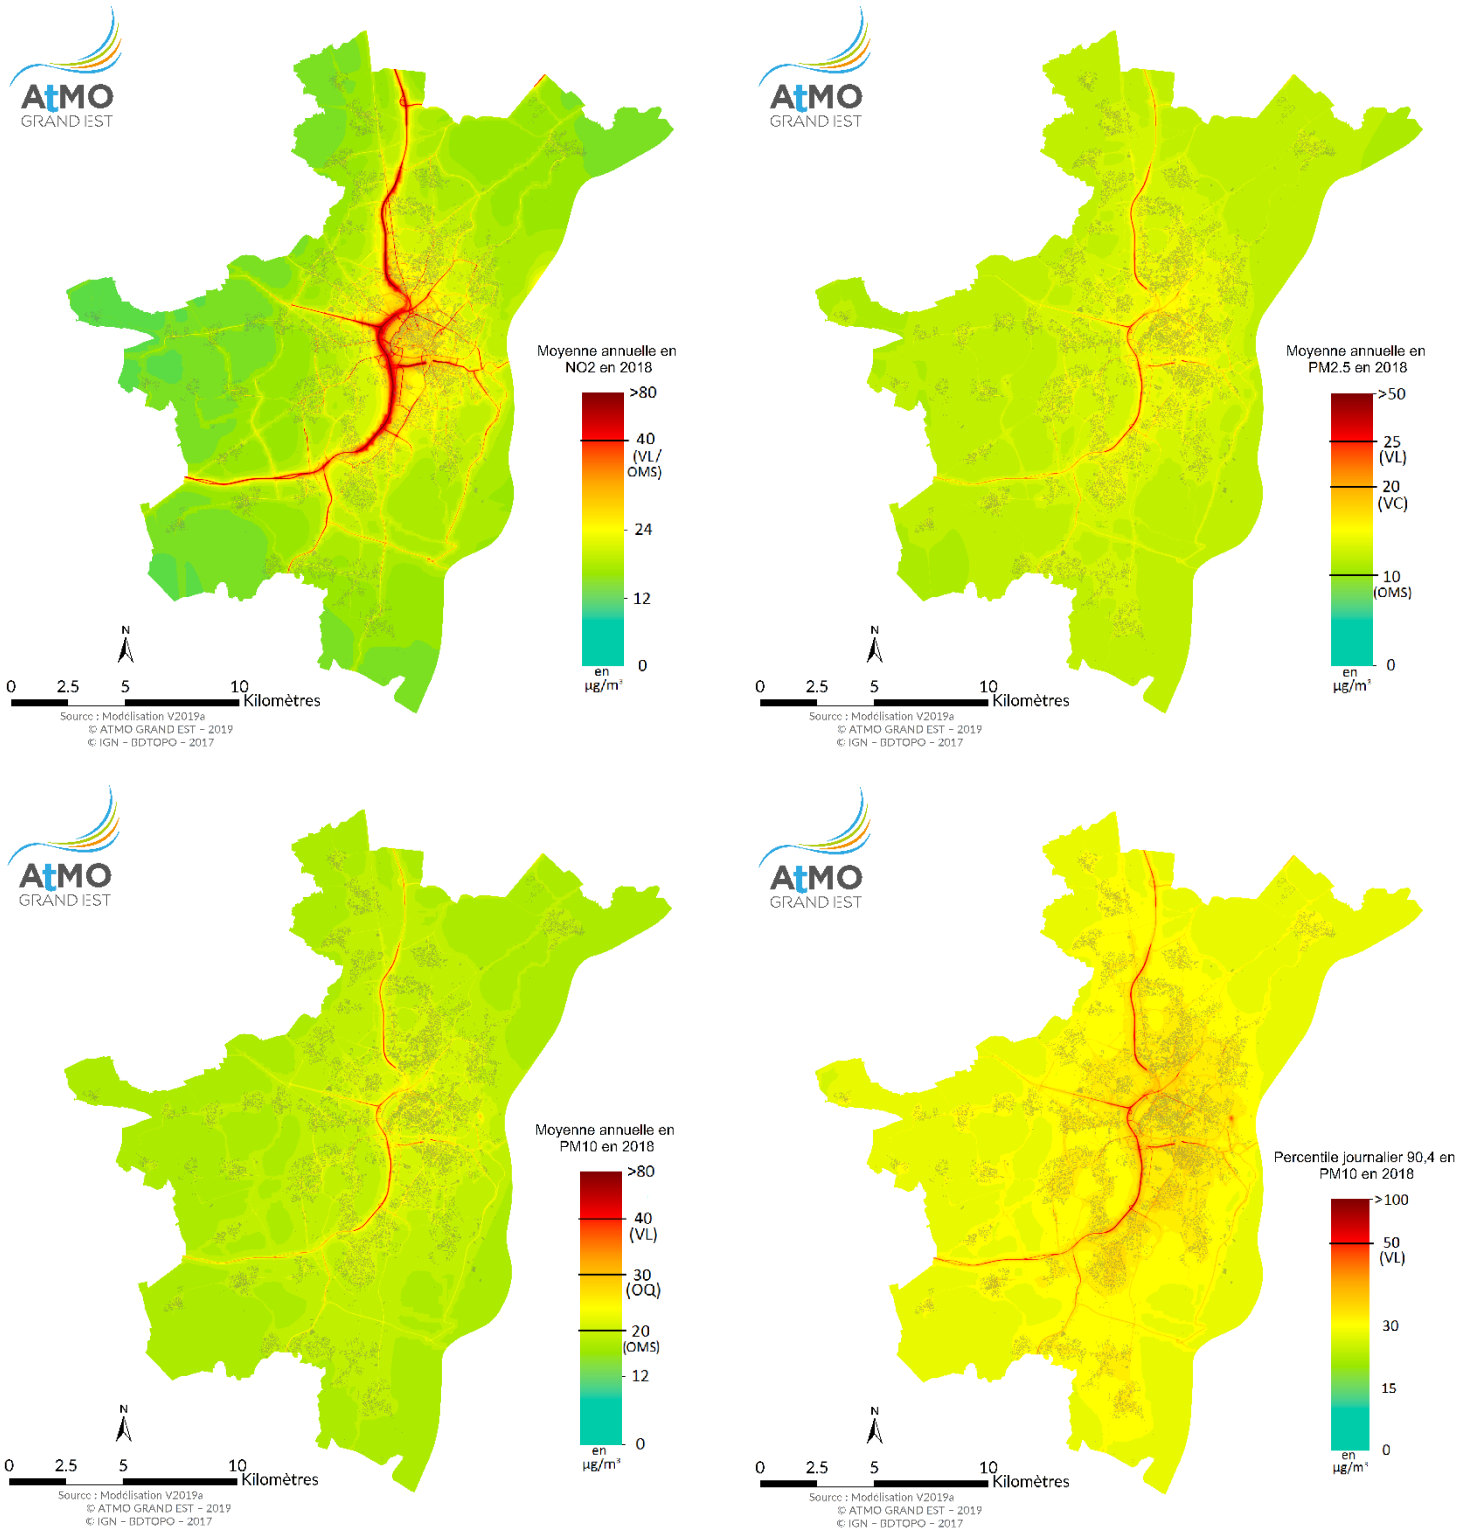 AtMO
GRAND EST
Moyenne annuelle en
NO2 en 2018
>80
40
(VL/
OMS)
24
12
0
en
µg/m³
N
0 2.5 5 10
Kilomètres
Source : Modélisation V2019a
© ATMO GRAND EST - 2019
© IGN - BDTOPO - 2017
AtMO
GRAND EST
Moyenne annuelle en
PM2.5 en 2018
>50
25
(VL)
20
(VC)
10
(OMS)
0
en
µg/m³
N
0 2.5 5 10
Kilomètres
Source : Modélisation V2019a
© ATMO GRAND EST - 2019
© IGN - BDTOPO - 2017
AtMO
GRAND EST
Moyenne annuelle en
PM10 en 2018
>80
40
(VL)
30
(OQ)
20
(OMS)
12
0
en
µg/m³
N
0 2.5 5 10
Kilomètres
Source : Modélisation V2019a
© ATMO GRAND EST - 2019
© IGN - BDTOPO - 2017
AtMO
GRAND EST
Percentile journalier 90,4 en
PM10 en 2018
>100
50
(VL)
30
15
0
en
µg/m³
N
0 2.5 5 10
Kilomètres
Source : Modélisation V2019a
© ATMO GRAND EST - 2019
© IGN - BDTOPO - 2017